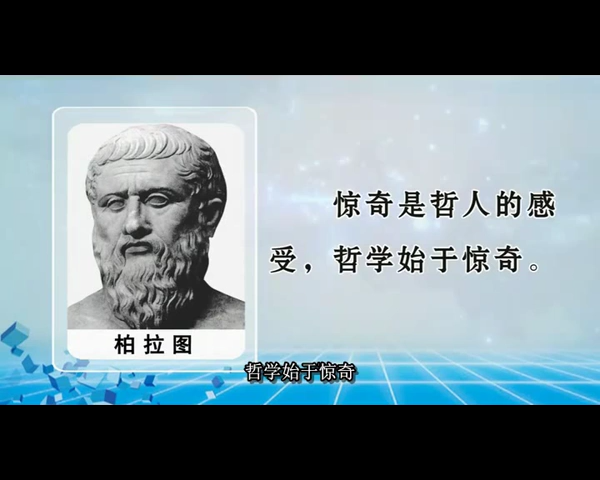 惊奇是哲人的感
受，哲学始于惊奇。
柏拉图
哲学始于惊奇